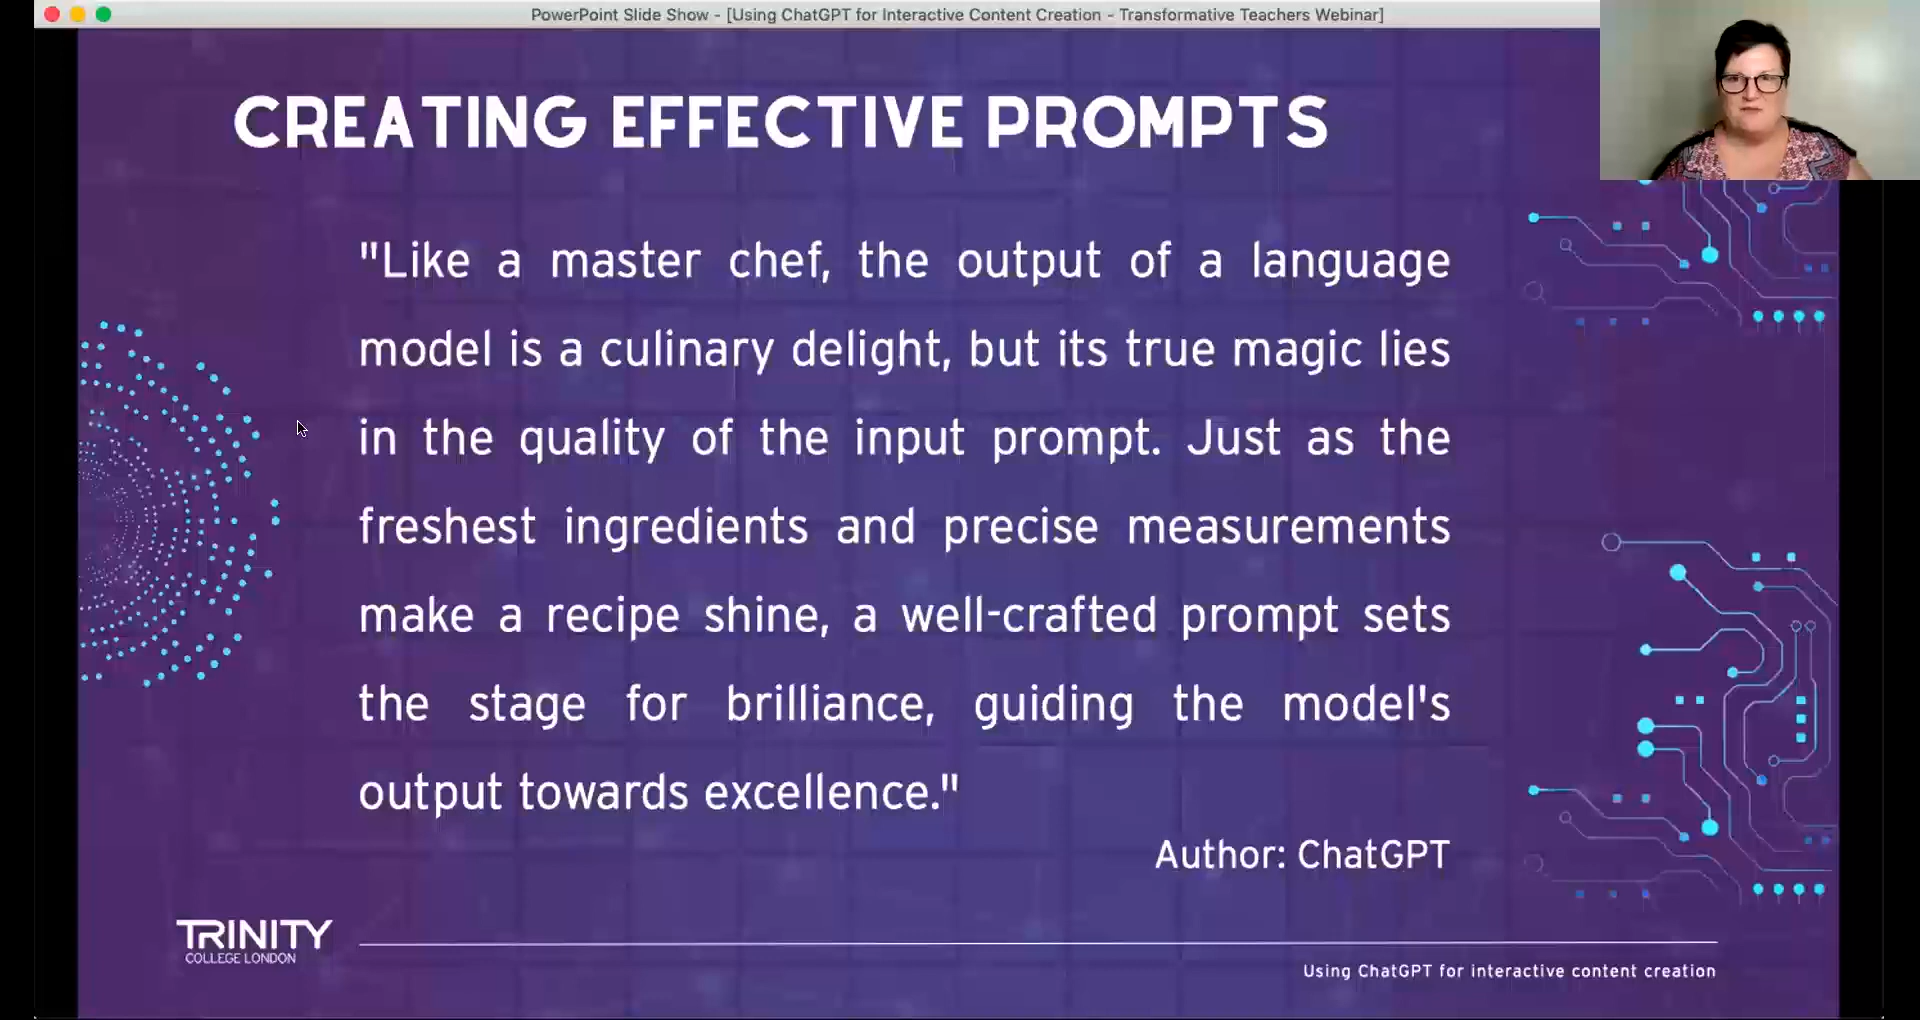 PowerPoint Slide Show - [Using ChatGPT for Interactive Content Creation - Transformative Teachers Webinar]
CREATING EFFECTIVE PROMPTS
"Like a master chef, the output of a language
model is a culinary delight, but its true magic lies
in the quality of the input prompt. Just as the
freshest ingredients and precise measurements
make a recipe shine, a well-crafted prompt sets
the stage for brilliance, guiding the model's
output towards excellence."
Author: ChatGPT
TRINITY
COLLEGE LONDON
Using ChatGPT for interactive content creation